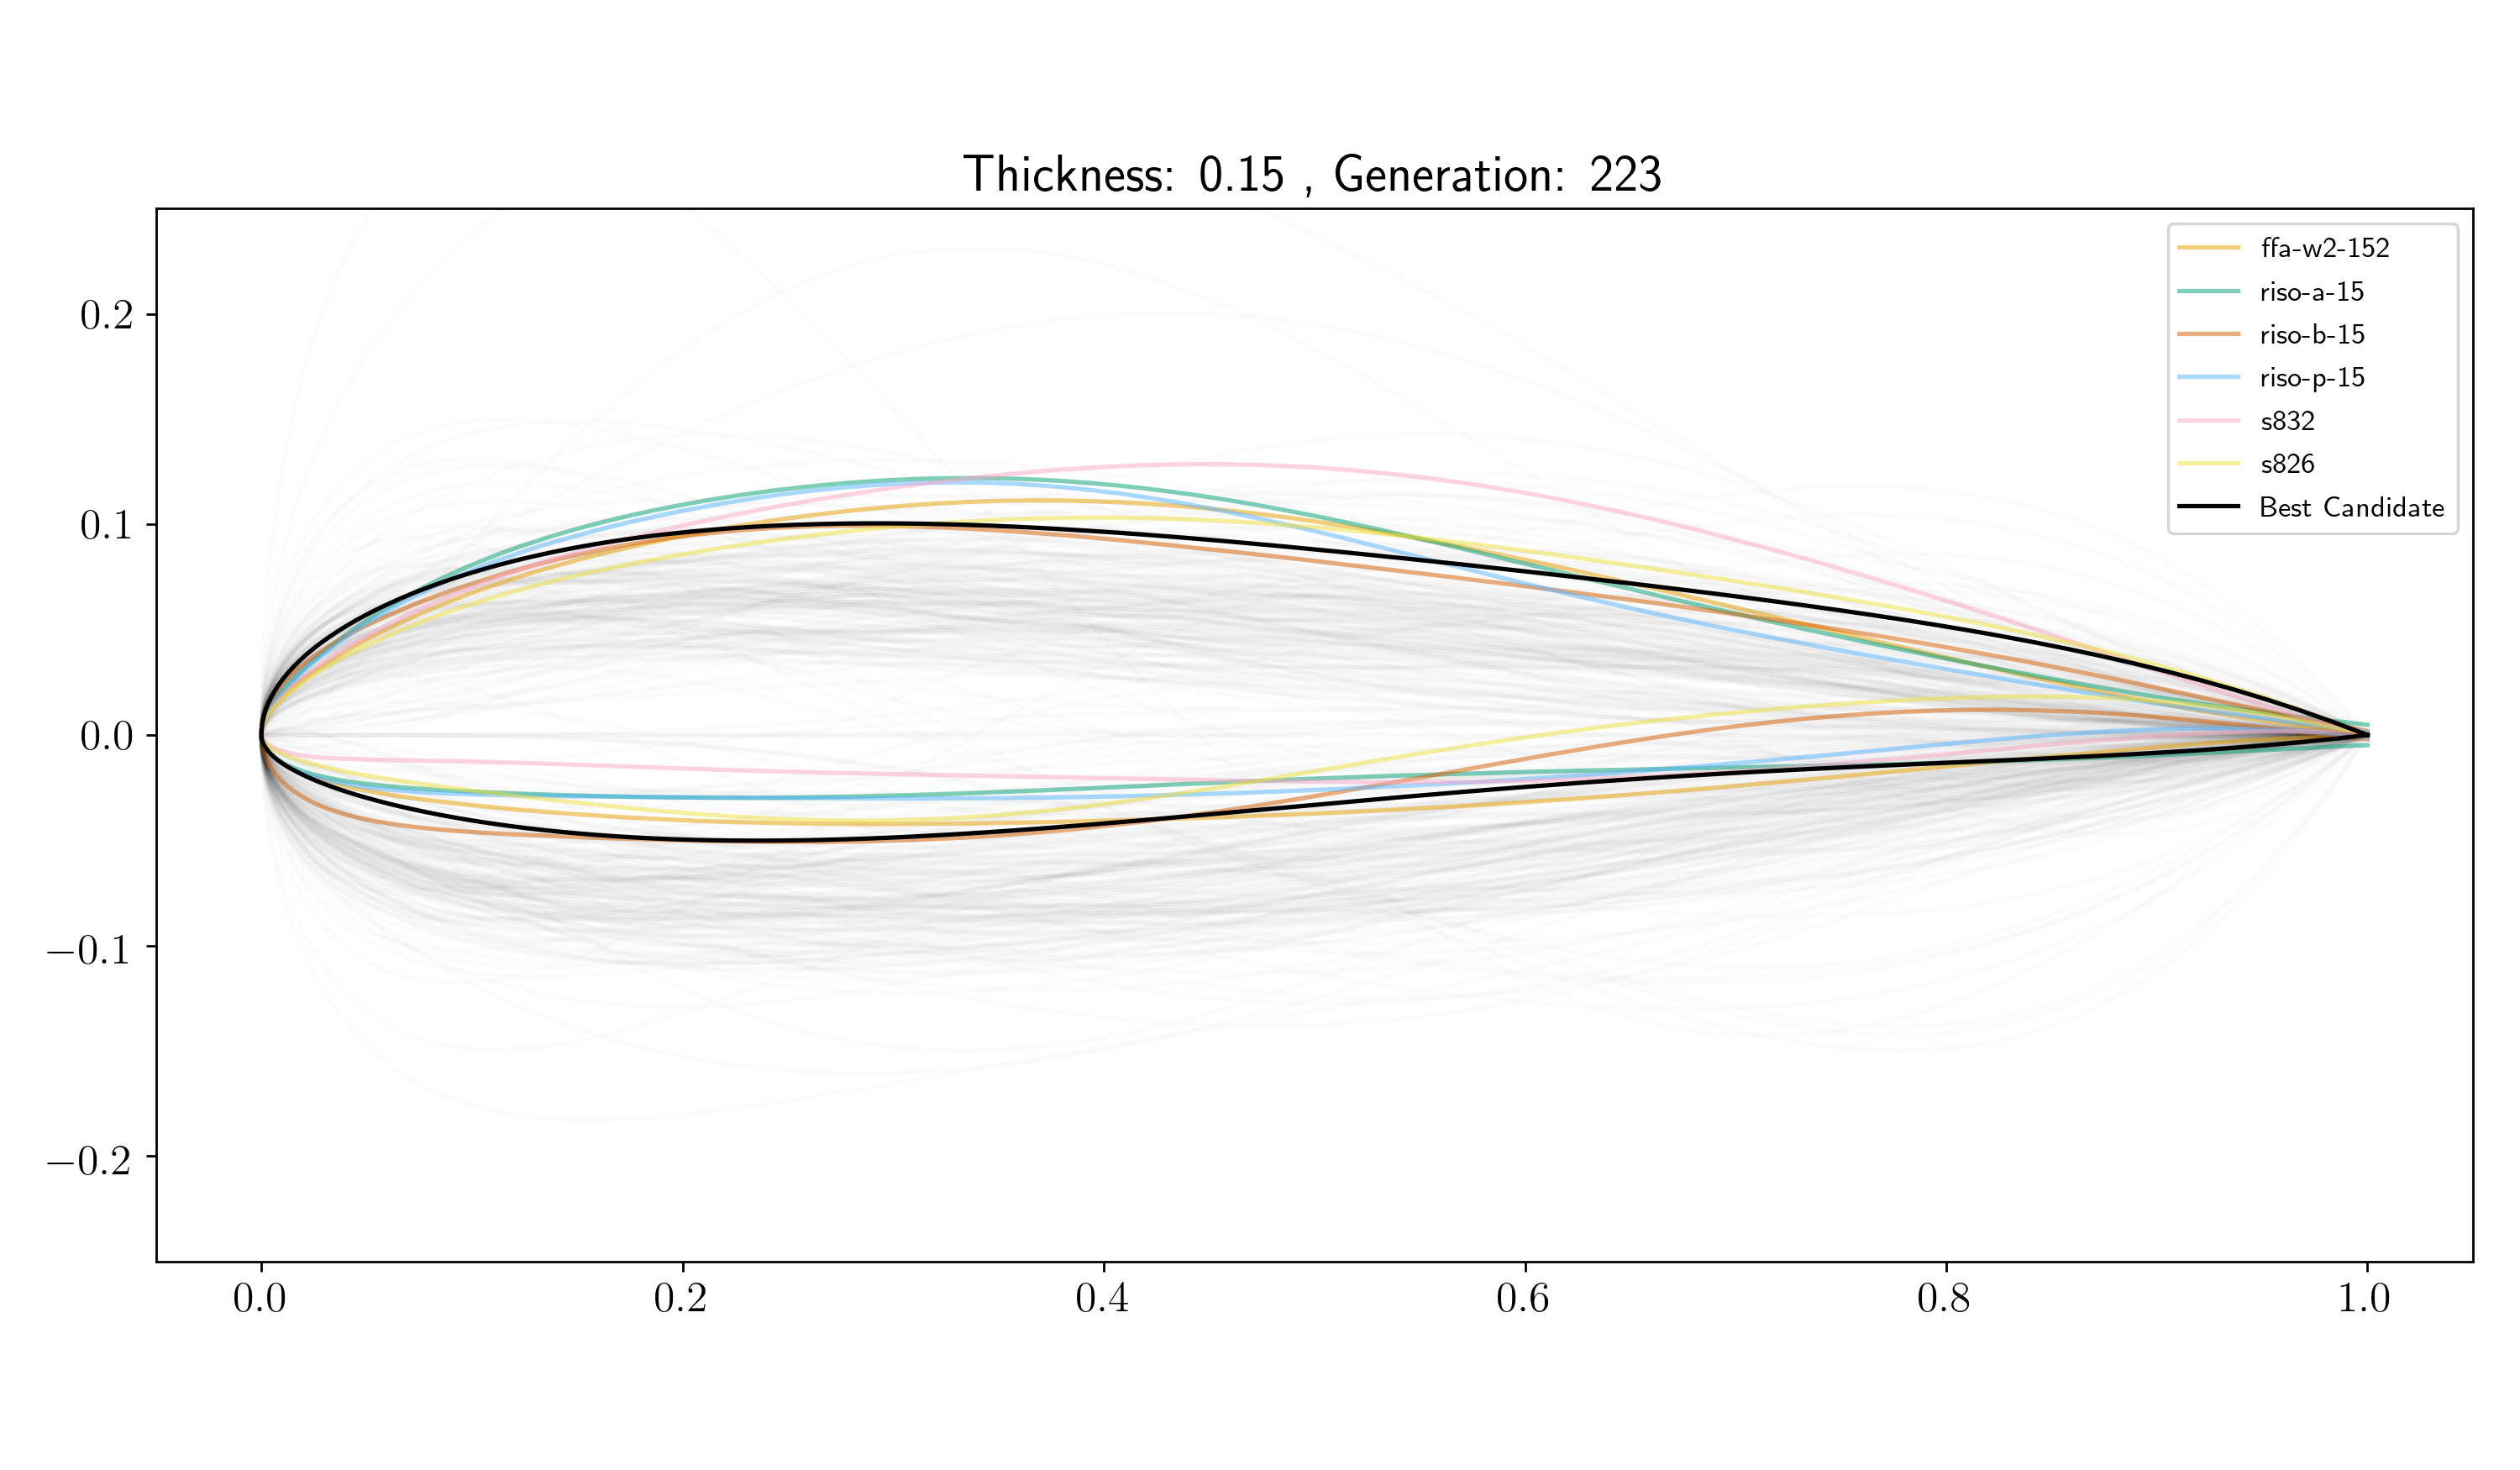 Thickness: 0.15 , Generation: 223
ffa-w2-152
riso-a-15
riso-b-15
riso-p-15
s832
s826
Best Candidate
0.2
0.1
0.0
−0.1
−0.2
0.0 0.2 0.4 0.6 0.8 1.0